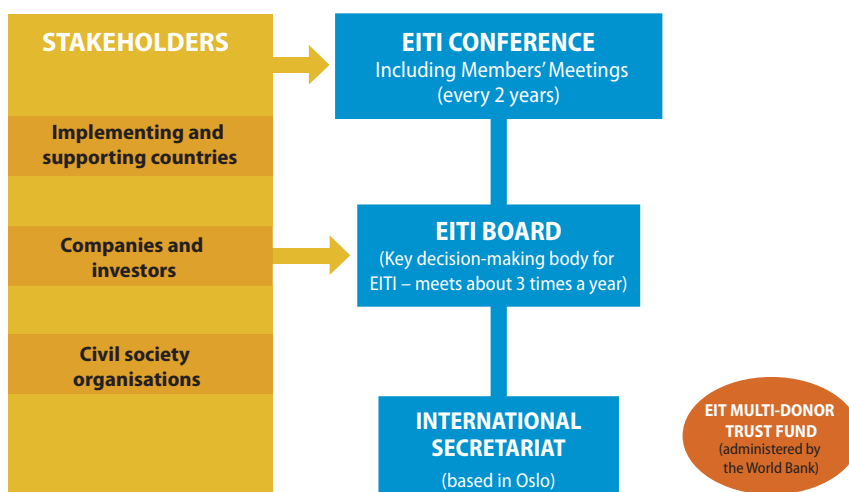 STAKEHOLDERS
Implementing and
supporting countries
Companies and
investors
Civil society
organisations
EITI CONFERENCE
Including Members’ Meetings
(every 2 years)
EITI BOARD
(Key decision-making body for
EITI – meets about 3 times a year)
INTERNATIONAL
SECRETARIAT
(based in Oslo)
EIT MULTI-DONOR
TRUST FUND
(administered by
the World Bank)